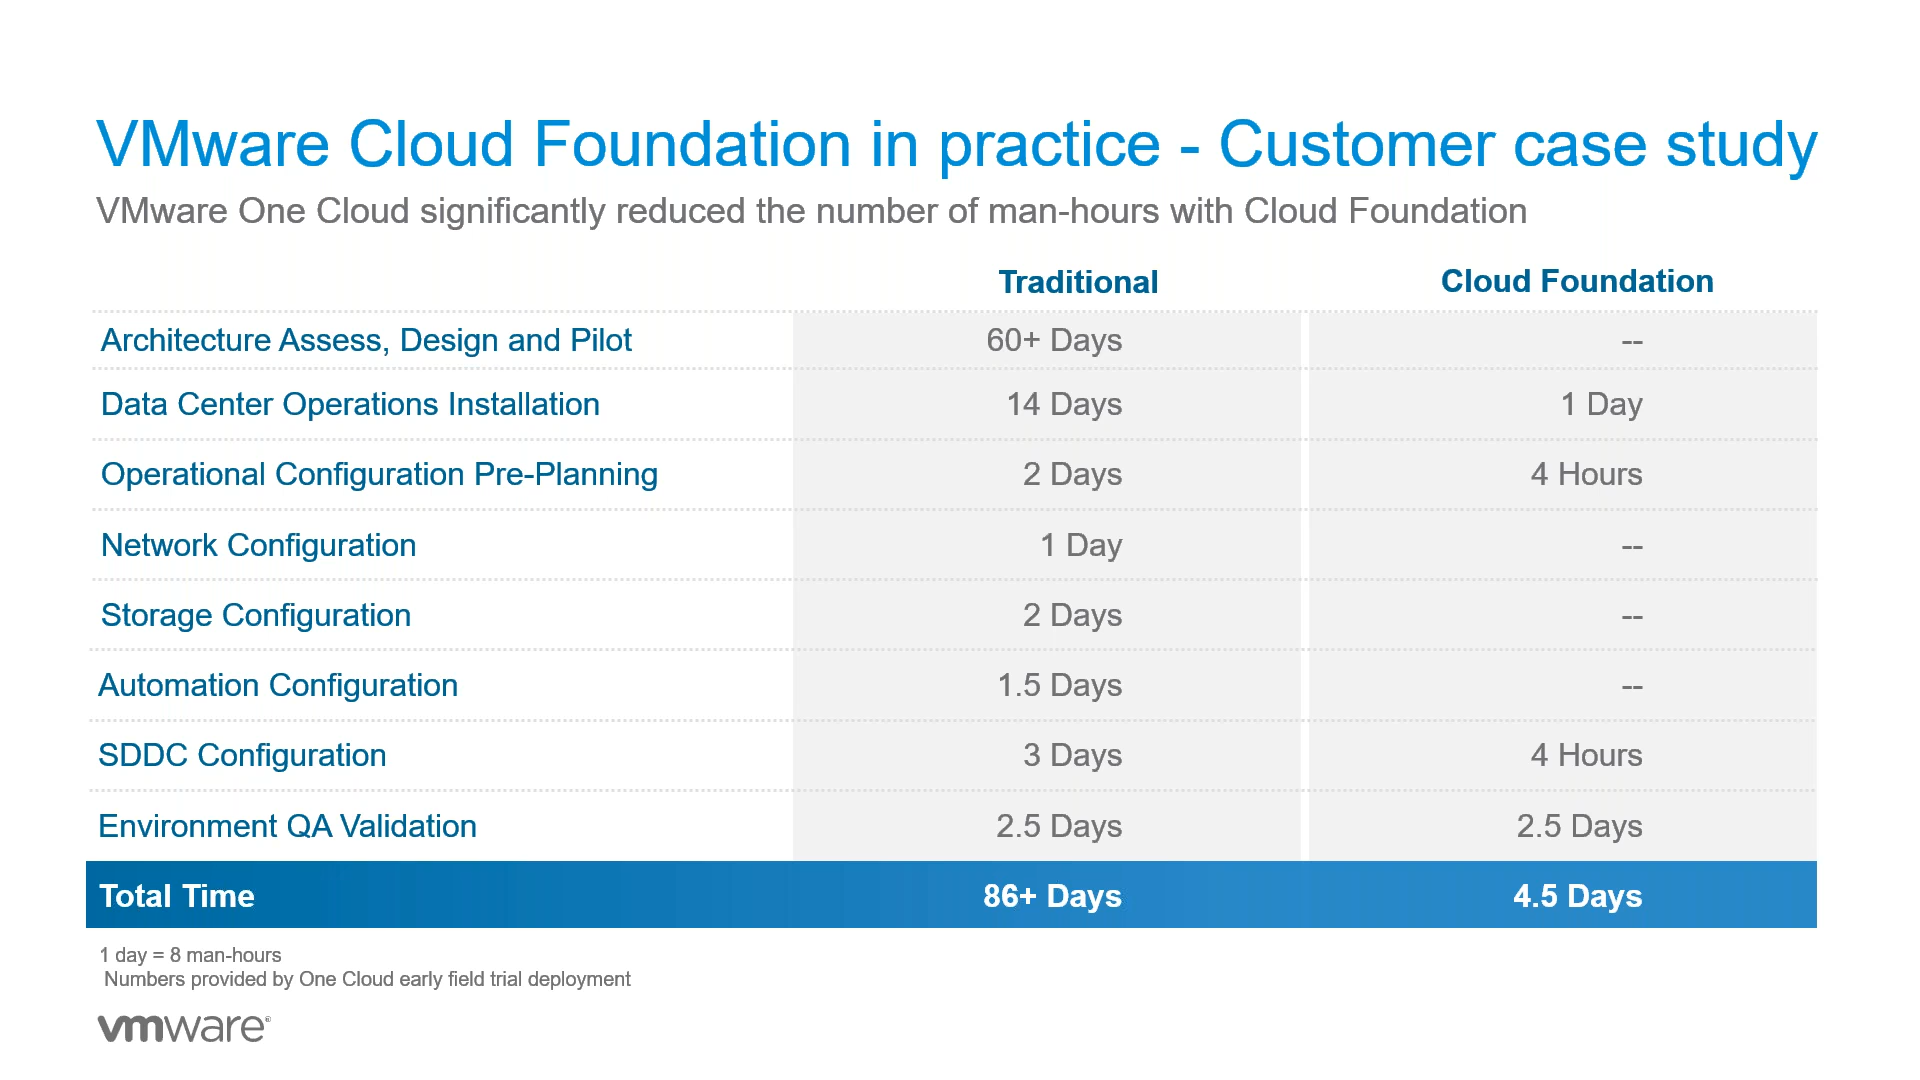 VMware Cloud Foundation in practice - Customer case study
VMware One Cloud significantly reduced the number of man-hours with Cloud Foundation
Traditional Cloud Foundation
Architecture Assess, Design and Pilot 60+ Days --
Data Center Operations Installation 14 Days 1 Day
Operational Configuration Pre-Planning 2 Days 4 Hours
Network Configuration 1 Day --
Storage Configuration 2 Days --
Automation Configuration 1.5 Days --
SDDC Configuration 3 Days 4 Hours
Environment QA Validation 2.5 Days 2.5 Days
Total Time 86+ Days 4.5 Days
1 day = 8 man-hours
Numbers provided by One Cloud early field trial deployment
vmware®